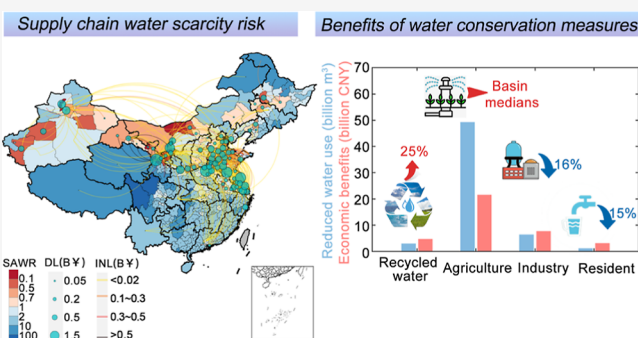 Supply chain water scarcity risk
SAWR
0.1
0.5
0.7
1
2
10
100
DL(B ¥)
0.05
0.2
0.5
1.5
INL(B ¥)
<0.02
0.1~0.3
0.3~0.5
>0.5
Benefits of water conservation measures
Reduced water use (billion m³)
Economic benefits (billion CNY)
70
60
50
40
30
20
10
0
Basin
medians
25%
16%
15%
Recycled
water
Agriculture
Industry
Resident